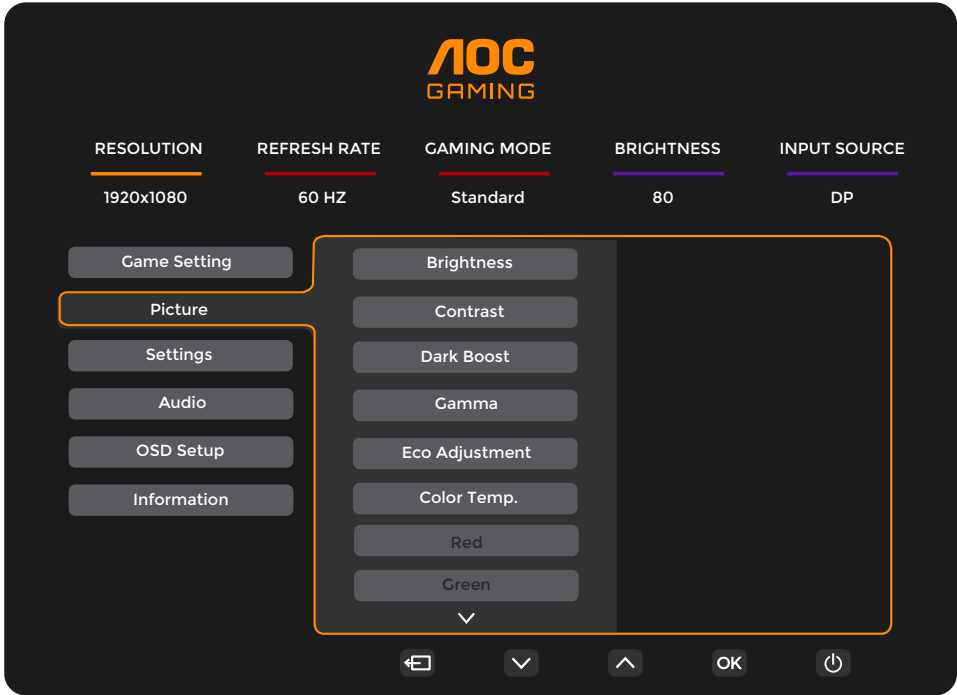 AOC
GAMING
RESOLUTION REFRESH RATE GAMING MODE BRIGHTNESS INPUT SOURCE
1920x1080 60 HZ Standard 80 DP
Game Setting
Picture
Settings
Audio
OSD Setup
Information
Brightness
Contrast
Dark Boost
Gamma
Eco Adjustment
Color Temp.
Red
Green
OK